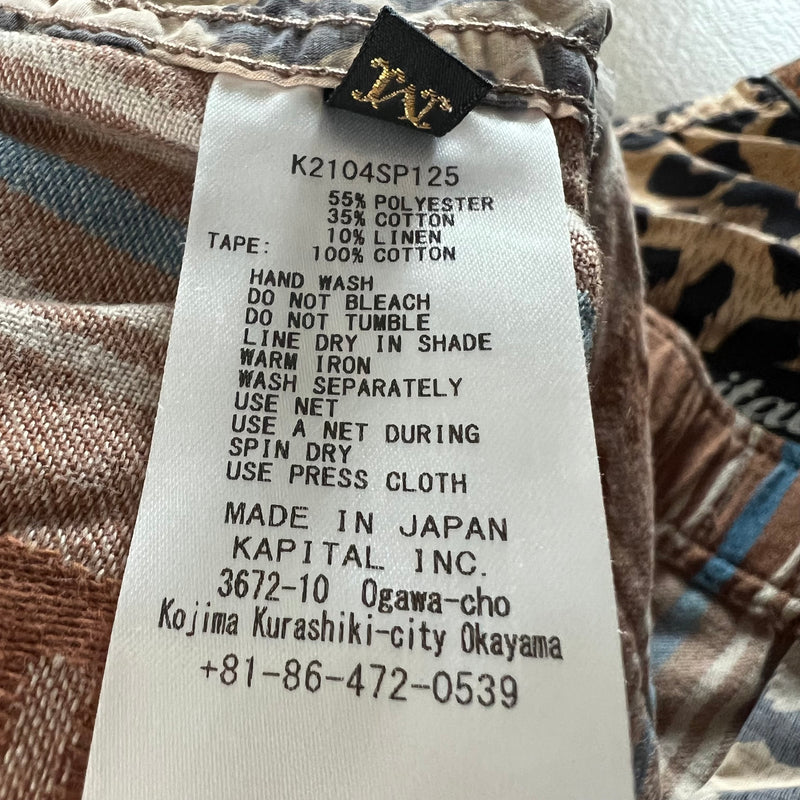 M
K2104SP125
55% POLYESTER
35% COTTON
10% LINEN
TAPE: 100% COTTON
HAND WASH
DO NOT BLEACH
DO NOT TUMBLE
LINE DRY IN SHADE
WARM IRON
WASH SEPARATELY
USE NET
USE A NET DURING
SPIN DRY
USE PRESS CLOTH
MADE IN JAPAN
KAPITAL INC.
3672-10 Ogawa-cho
Kojima Kurashiki-city Okayama
+81-86-472-0539